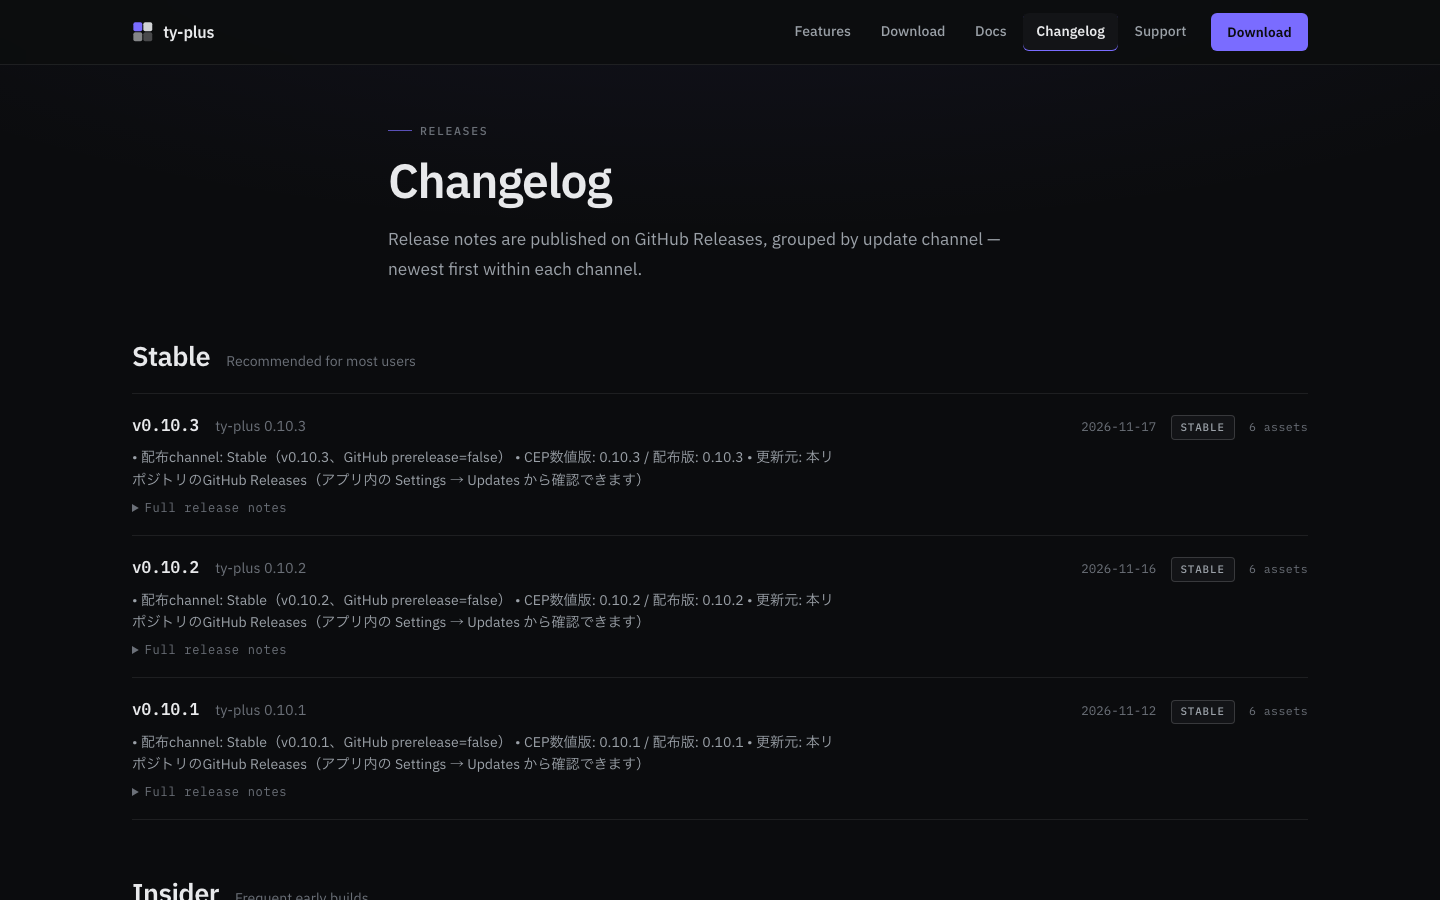 ty-plus
Features Download Docs Changelog Support Download
RELEASES
Changelog
Release notes are published on GitHub Releases, grouped by update channel —
newest first within each channel.
Stable Recommended for most users
v0.10.3 ty-plus 0.10.3 2026-11-17 STABLE 6 assets
• 配布channel: Stable（v0.10.3、GitHub prerelease=false） • CEP数値版: 0.10.3 / 配布版: 0.10.3 • 更新元: 本リ
ポジトリのGitHub Releases（アプリ内の Settings → Updates から確認できます）
▶ Full release notes
v0.10.2 ty-plus 0.10.2 2026-11-16 STABLE 6 assets
• 配布channel: Stable（v0.10.2、GitHub prerelease=false） • CEP数値版: 0.10.2 / 配布版: 0.10.2 • 更新元: 本リ
ポジトリのGitHub Releases（アプリ内の Settings → Updates から確認できます）
▶ Full release notes
v0.10.1 ty-plus 0.10.1 2026-11-12 STABLE 6 assets
• 配布channel: Stable（v0.10.1、GitHub prerelease=false） • CEP数値版: 0.10.1 / 配布版: 0.10.1 • 更新元: 本リ
ポジトリのGitHub Releases（アプリ内の Settings → Updates から確認できます）
▶ Full release notes
Insider Frequent early builds